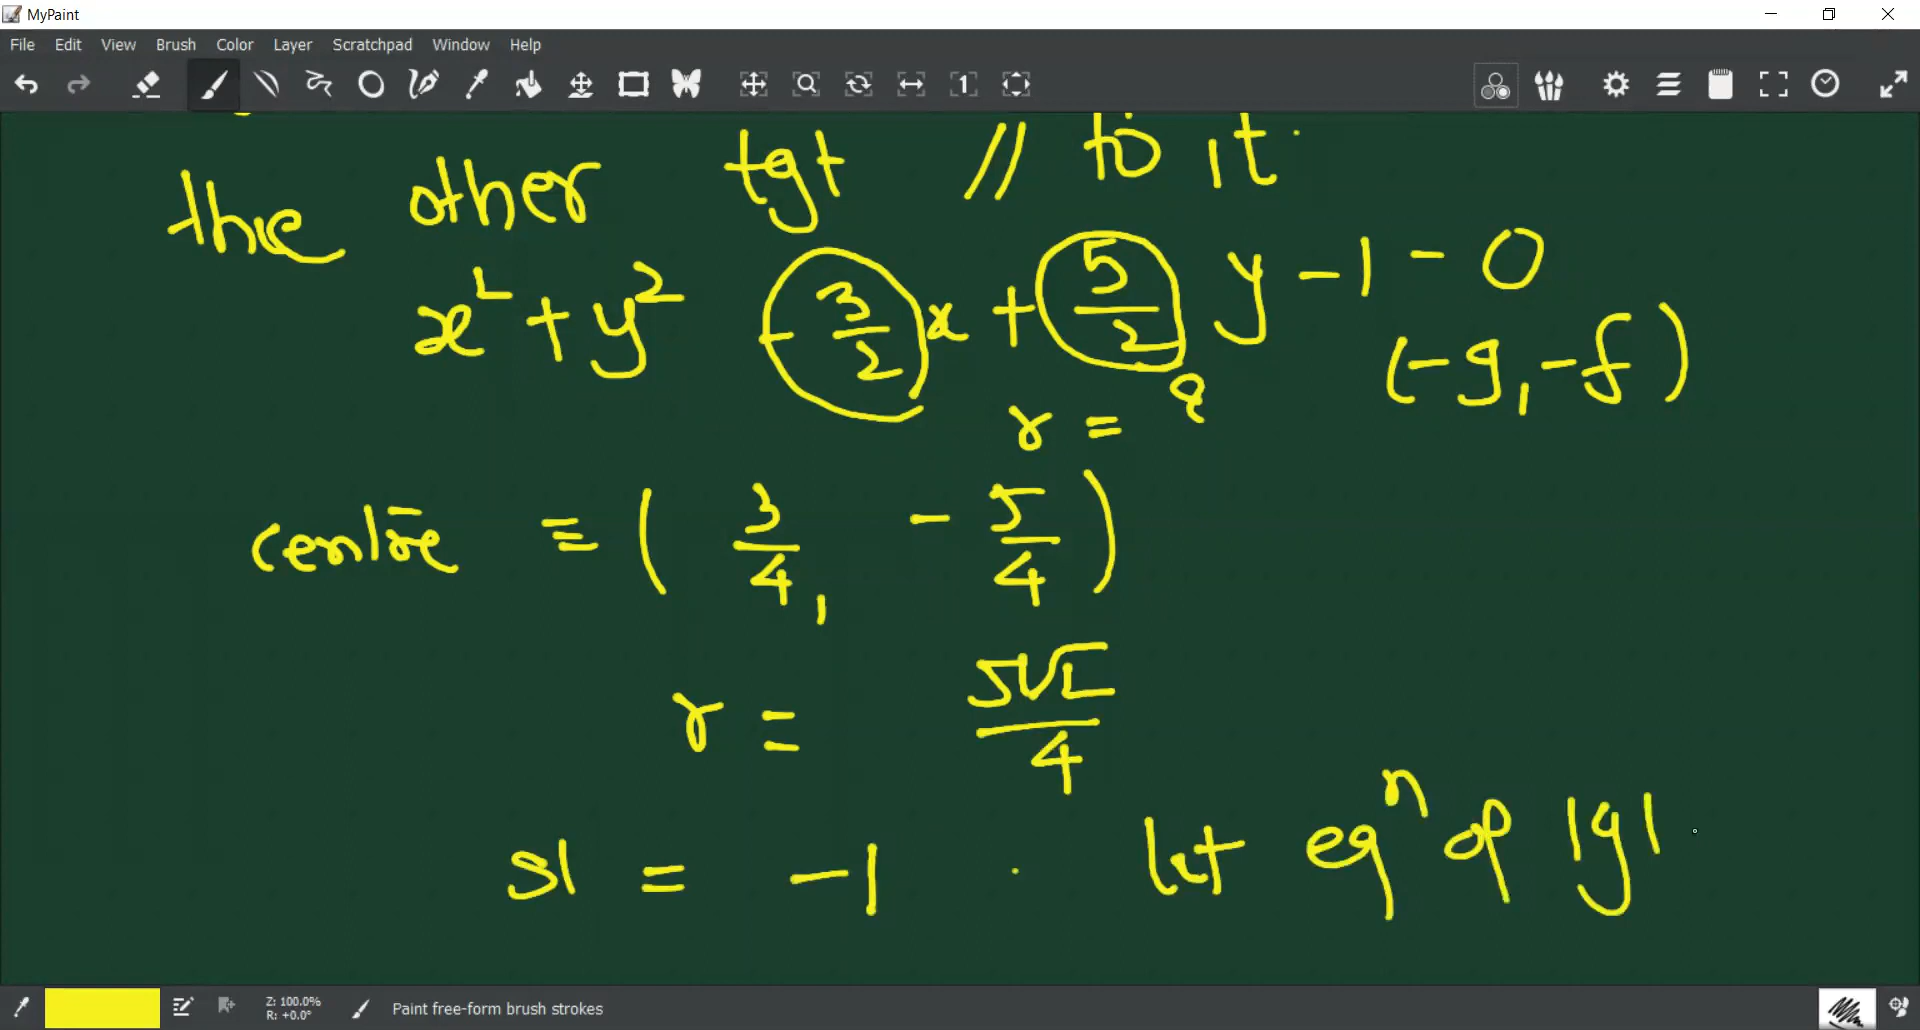 MyPaint
File Edit View Brush Color Layer Scratchpad Window Help
the other tgt // to it.
x² + y² - 3/2 x + 5/2 y - 1 - 0
(-g, -f)
r = ?
centre ≡ ( 3/4, - 5/4 )
r = 5√2/4
sl = -1 . let eqⁿ of tgt
Z: 100.0%
R: +0.0°
Paint free-form brush strokes